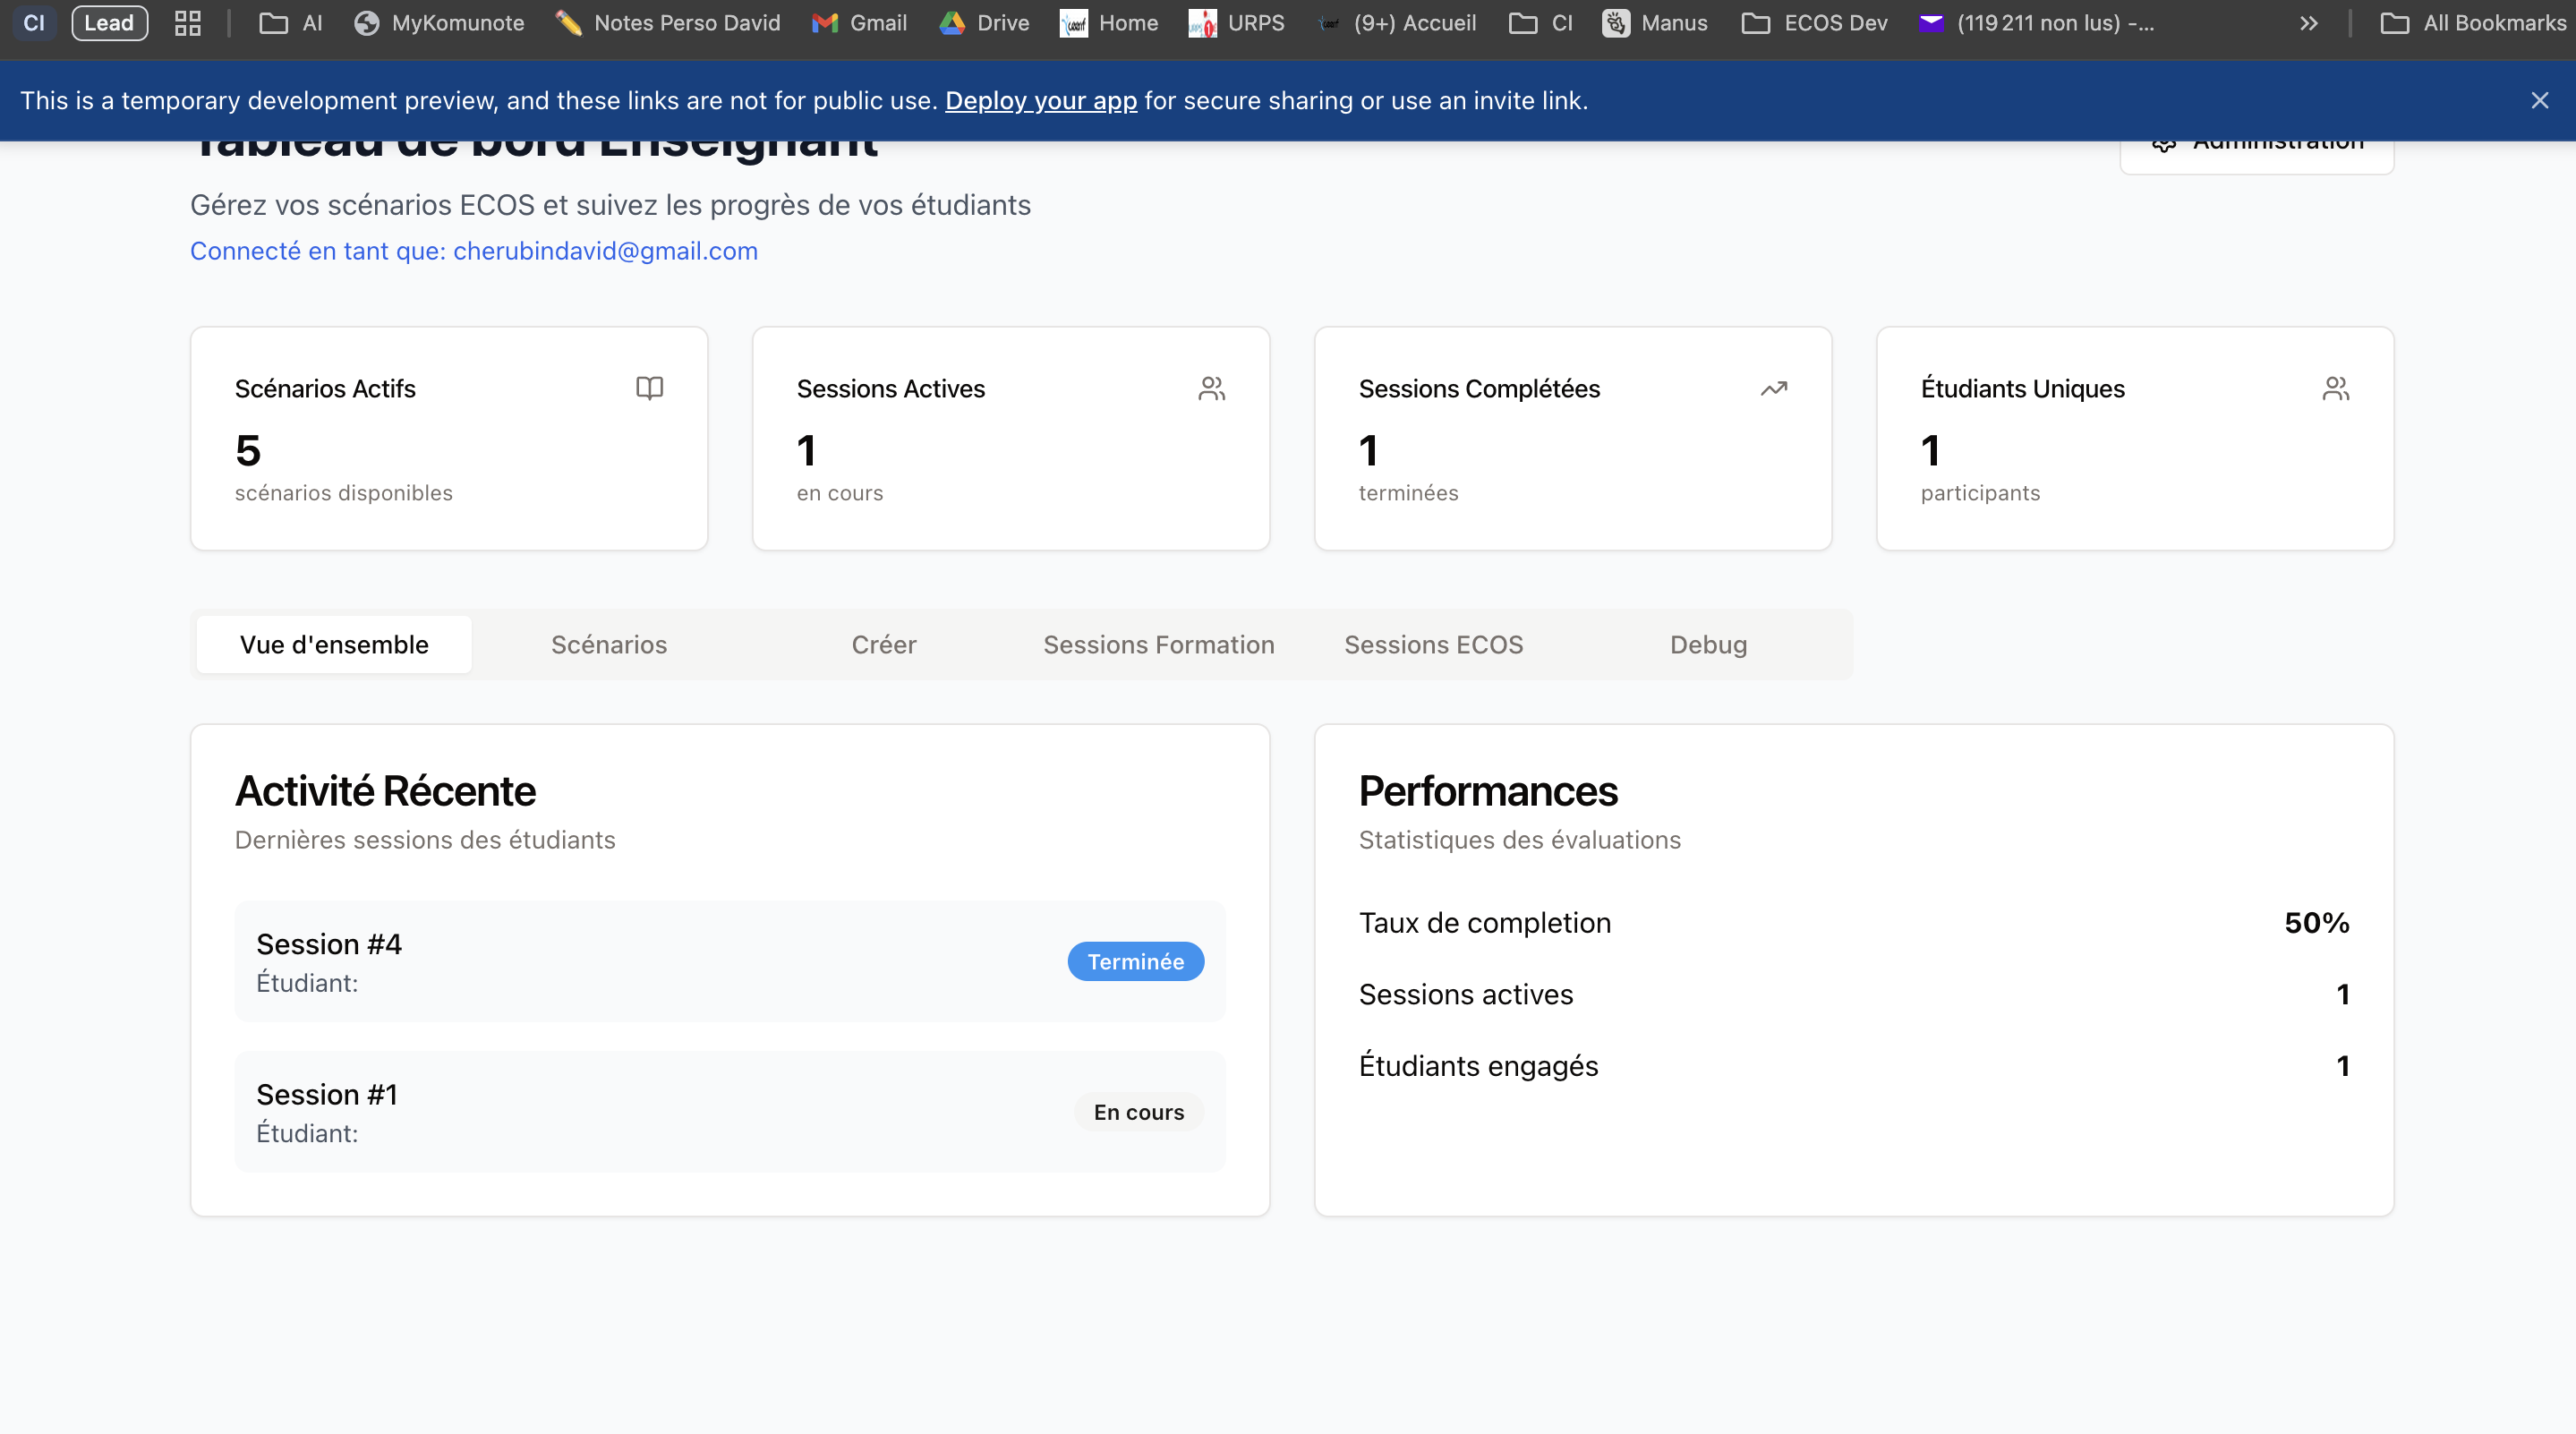 CI Lead AI MyKomunote Notes Perso David Gmail Drive Home URPS (9+) Accueil CI Manus ECOS Dev (119 211 non lus) -... All Bookmarks
This is a temporary development preview, and these links are not for public use. Deploy your app for secure sharing or use an invite link.
Tableau de bord Enseignant
Administration
Gérez vos scénarios ECOS et suivez les progrès de vos étudiants
Connecté en tant que: cherubindavid@gmail.com
Scénarios Actifs
5
scénarios disponibles
Sessions Actives
1
en cours
Sessions Complétées
1
terminées
Étudiants Uniques
1
participants
Vue d'ensemble Scénarios Créer Sessions Formation Sessions ECOS Debug
Activité Récente
Dernières sessions des étudiants
Session #4
Étudiant:
Terminée
Session #1
Étudiant:
En cours
Performances
Statistiques des évaluations
Taux de completion 50%
Sessions actives 1
Étudiants engagés 1